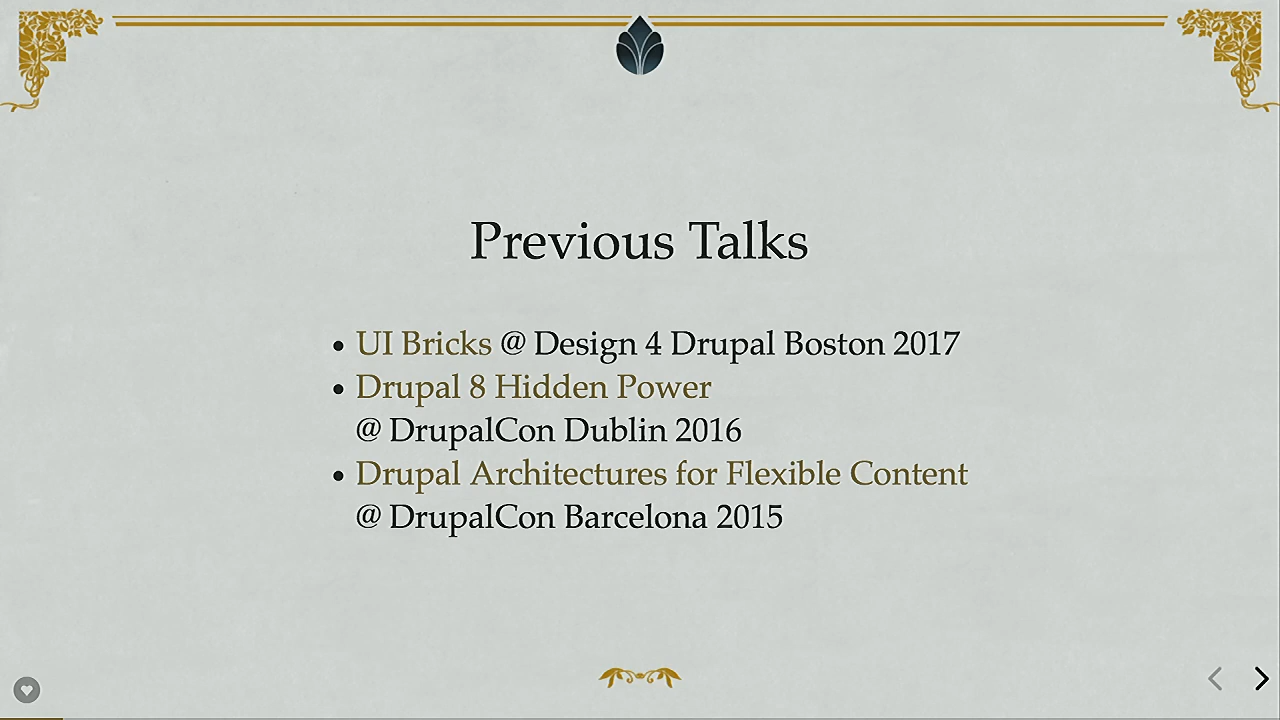 Previous Talks
• UI Bricks @ Design 4 Drupal Boston 2017
• Drupal 8 Hidden Power
@ DrupalCon Dublin 2016
• Drupal Architectures for Flexible Content
@ DrupalCon Barcelona 2015